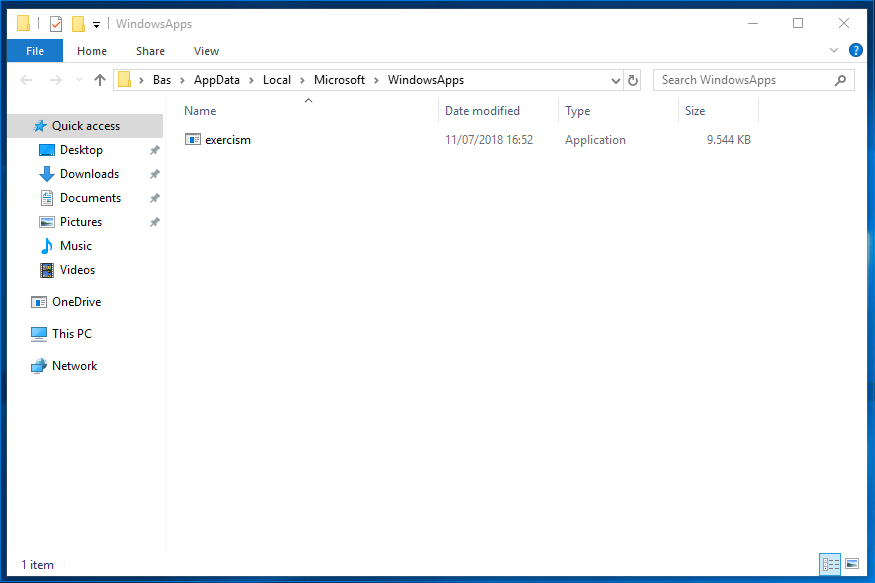 WindowsApps
File Home Share View
Bas AppData Local Microsoft WindowsApps Search WindowsApps
Name Date modified Type Size
Quick access
exercism 11/07/2018 16:52 Application 9.544 KB
Desktop
Downloads
Documents
Pictures
Music
Videos
OneDrive
This PC
Network
1 item